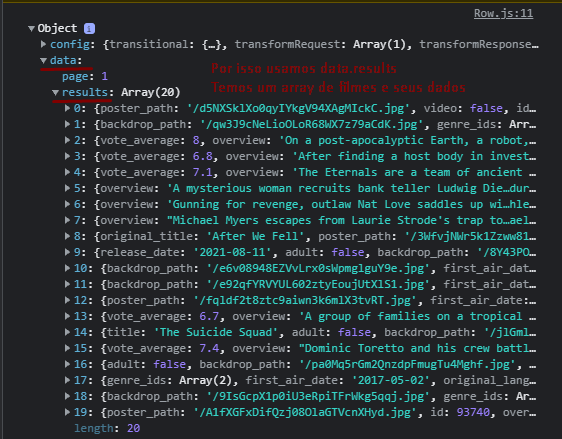 Row.js:11
▼Object i
▶config: {transitional: {…}, transformRequest: Array(1), transformResponse…
▼data:
page: 1
Por isso usamos data.results
▼results: Array(20)
Temos um array de filmes e seus dados
▶0: {poster_path: '/d5NXSklXo0qyIYkgV94XAgMIckC.jpg', video: false, id…
▶1: {backdrop_path: '/qw3J9cNeLioOLoR68WX7z79aCdK.jpg', genre_ids: Arr…
▶2: {vote_average: 8, overview: 'On a post-apocalyptic Earth, a robot,…
▶3: {vote_average: 6.8, overview: 'After finding a host body in invest…
▶4: {vote_average: 7.1, overview: 'The Eternals are a team of ancient …
▶5: {overview: 'A mysterious woman recruits bank teller Ludwig Die…dur…
▶6: {overview: 'Gunning for revenge, outlaw Nat Love saddles up wi…hle…
▶7: {overview: "Michael Myers escapes from Laurie Strode's trap to…ael…
▶8: {original_title: 'After We Fell', poster_path: '/3WfvjNWr5k1Zzww81…
▶9: {release_date: '2021-08-11', adult: false, backdrop_path: '/8Y43PO…
▶10: {backdrop_path: '/e6v08948EZVvLrx0sWpmglguY9e.jpg', first_air_dat…
▶11: {backdrop_path: '/e92qfYRVYUL602ztyEoujUtXlS1.jpg', first_air_dat…
▶12: {poster_path: '/fqldf2t8ztc9aiwn3k6mlX3tvRT.jpg', first_air_date:…
▶13: {vote_average: 6.7, overview: 'A group of families on a tropical …
▶14: {title: 'The Suicide Squad', adult: false, backdrop_path: '/jlGml…
▶15: {vote_average: 7.4, overview: "Dominic Toretto and his crew battl…
▶16: {adult: false, backdrop_path: '/pa0Mq5rGm2QnzdpFmugTu4Mghf.jpg', …
▶17: {genre_ids: Array(2), first_air_date: '2017-05-02', original_lang…
▶18: {backdrop_path: '/9IsGcpX1p0iU3eRpiTFrWkg5qqj.jpg', genre_ids: Ar…
▶19: {poster_path: '/A1fXGFxDifQzj08OlaGTVcnXHyd.jpg', id: 93740, over…
length: 20